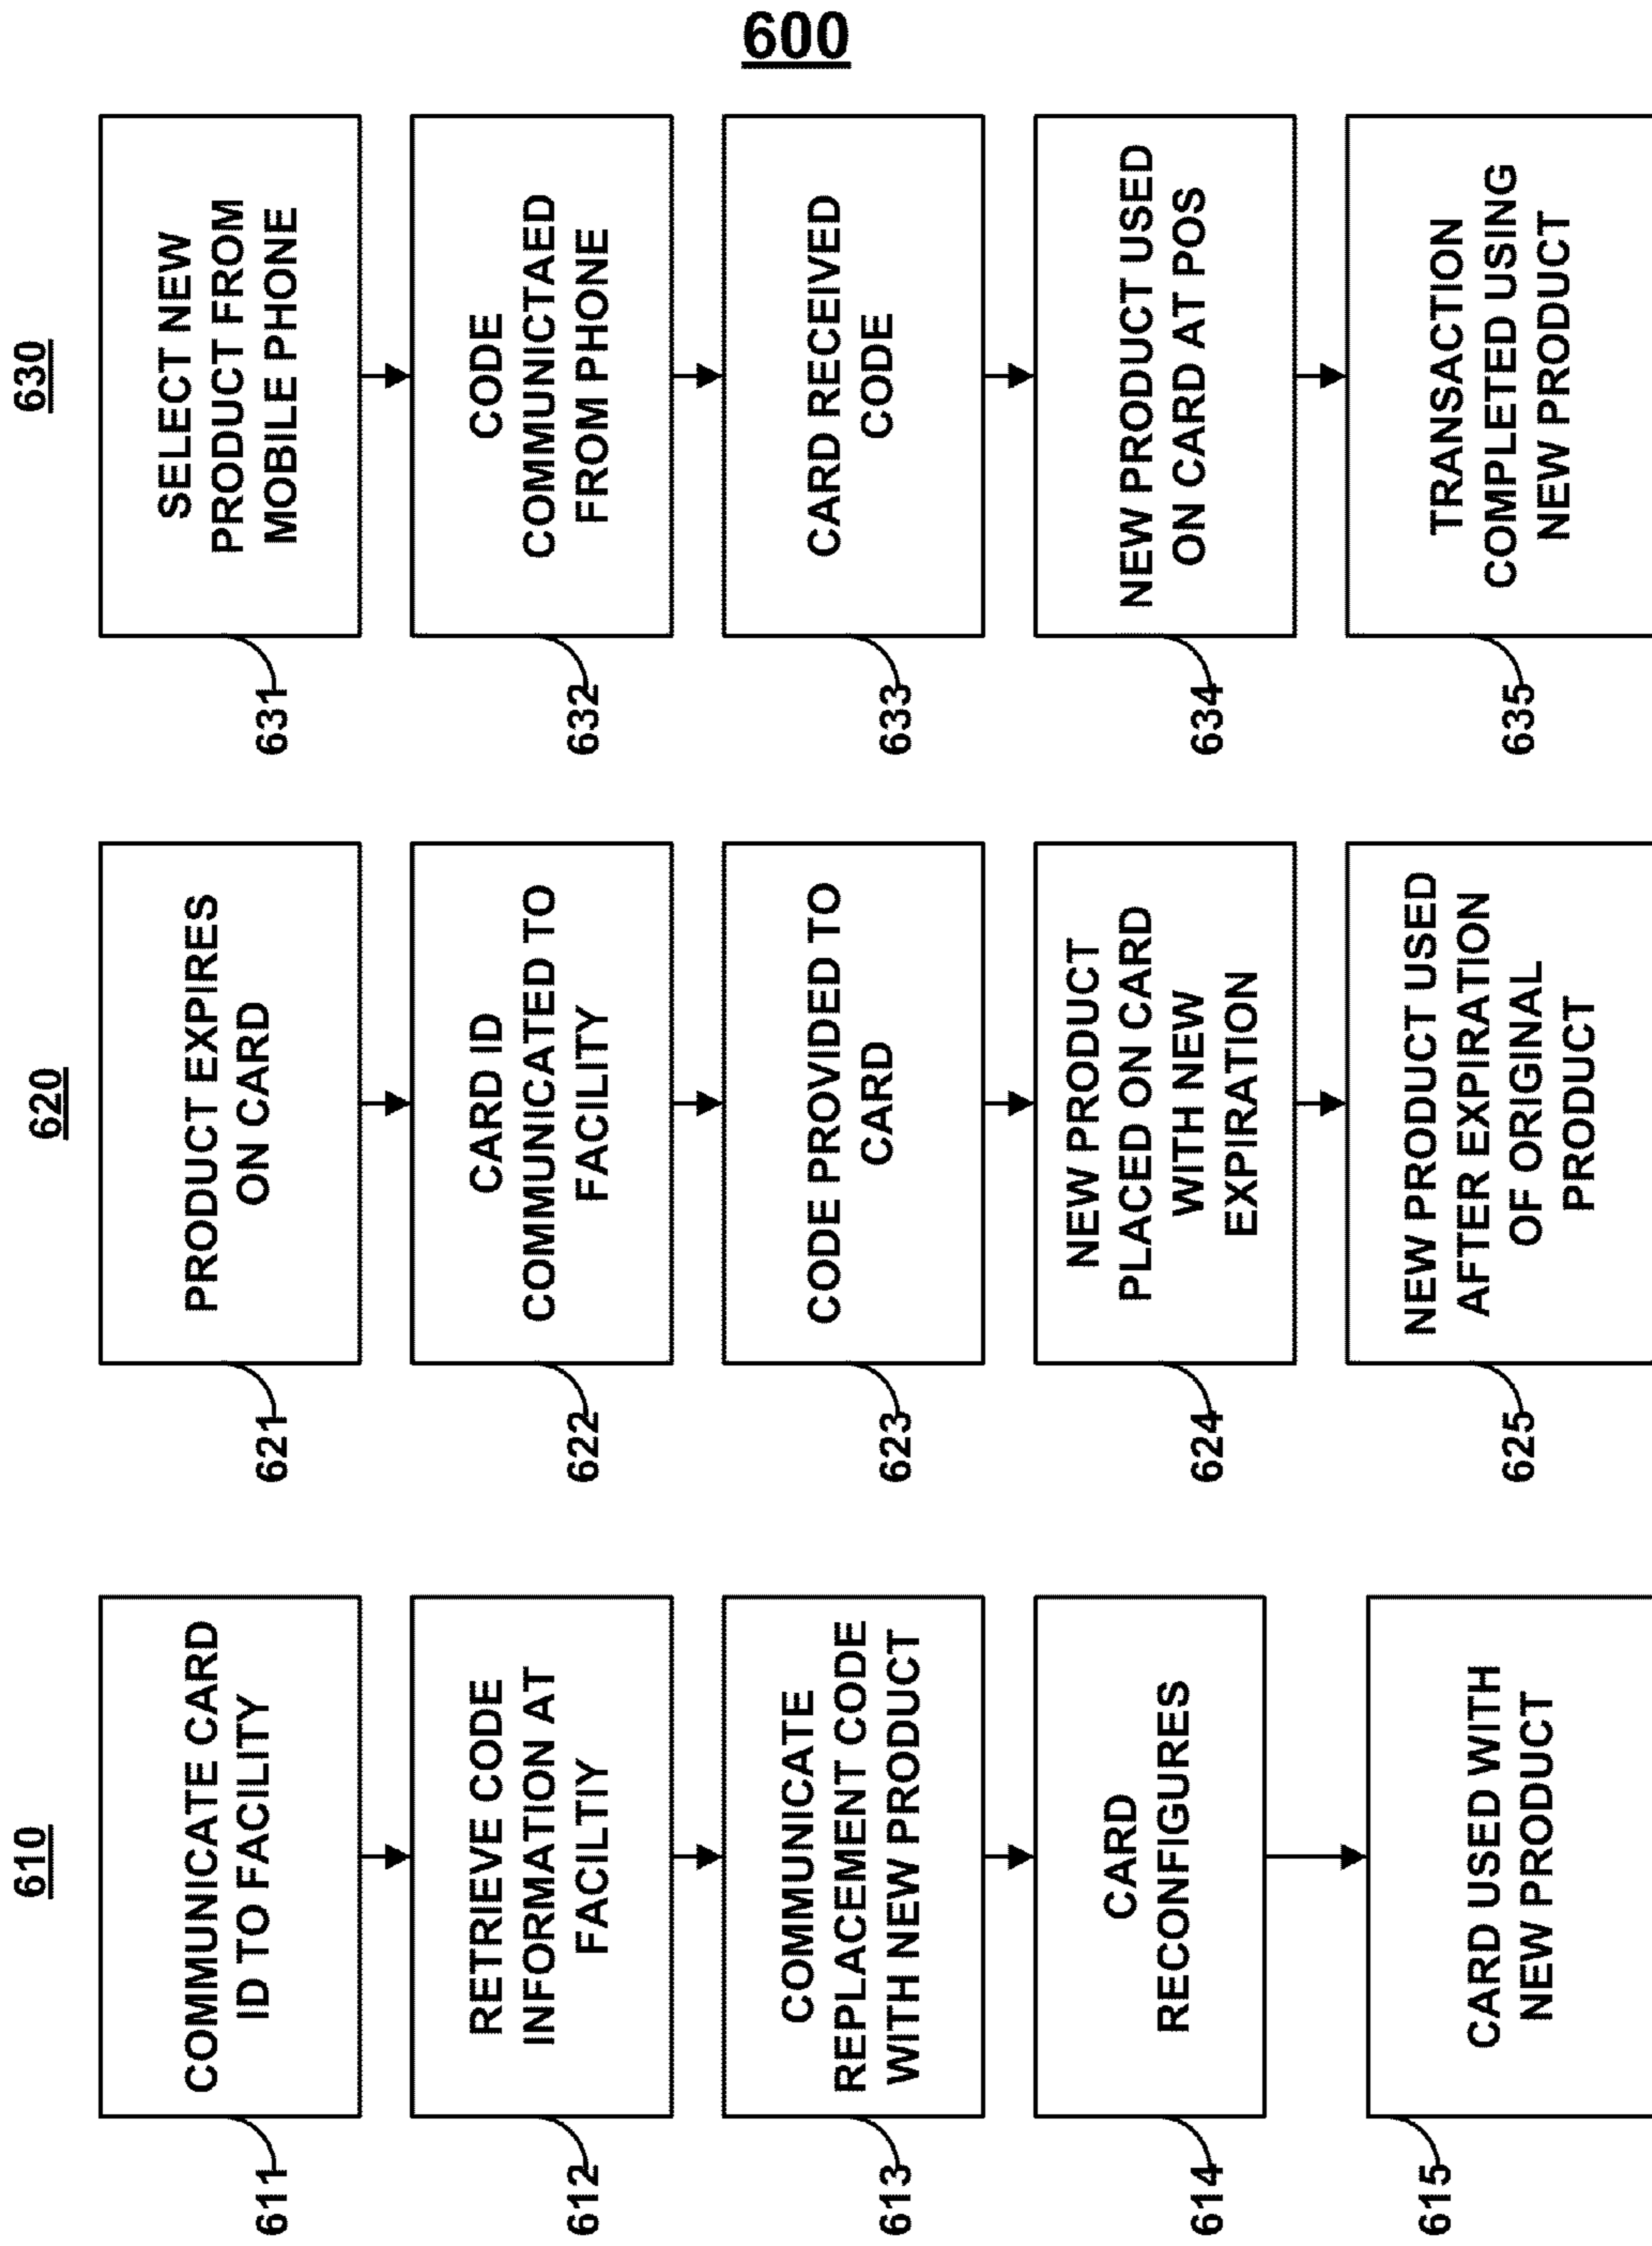 600
610
611
COMMUNICATE CARD
ID TO FACILITY
612
RETRIEVE CODE
INFORMATION AT
FACILTIY
613
COMMUNICATE
REPLACEMENT CODE
WITH NEW PRODUCT
614
CARD
RECONFIGURES
615
CARD USED WITH
NEW PRODUCT
620
621
PRODUCT EXPIRES
ON CARD
622
CARD ID
COMMUNICATED TO
FACILITY
623
CODE PROVIDED TO
CARD
624
NEW PRODUCT
PLACED ON CARD
WITH NEW
EXPIRATION
625
NEW PRODUCT USED
AFTER EXPIRATION
OF ORIGINAL
PRODUCT
630
631
SELECT NEW
PRODUCT FROM
MOBILE PHONE
632
CODE
COMMUNICTAED
FROM PHONE
633
CARD RECEIVED
CODE
634
NEW PRODUCT USED
ON CARD AT POS
635
TRANSACTION
COMPLETED USING
NEW PRODUCT